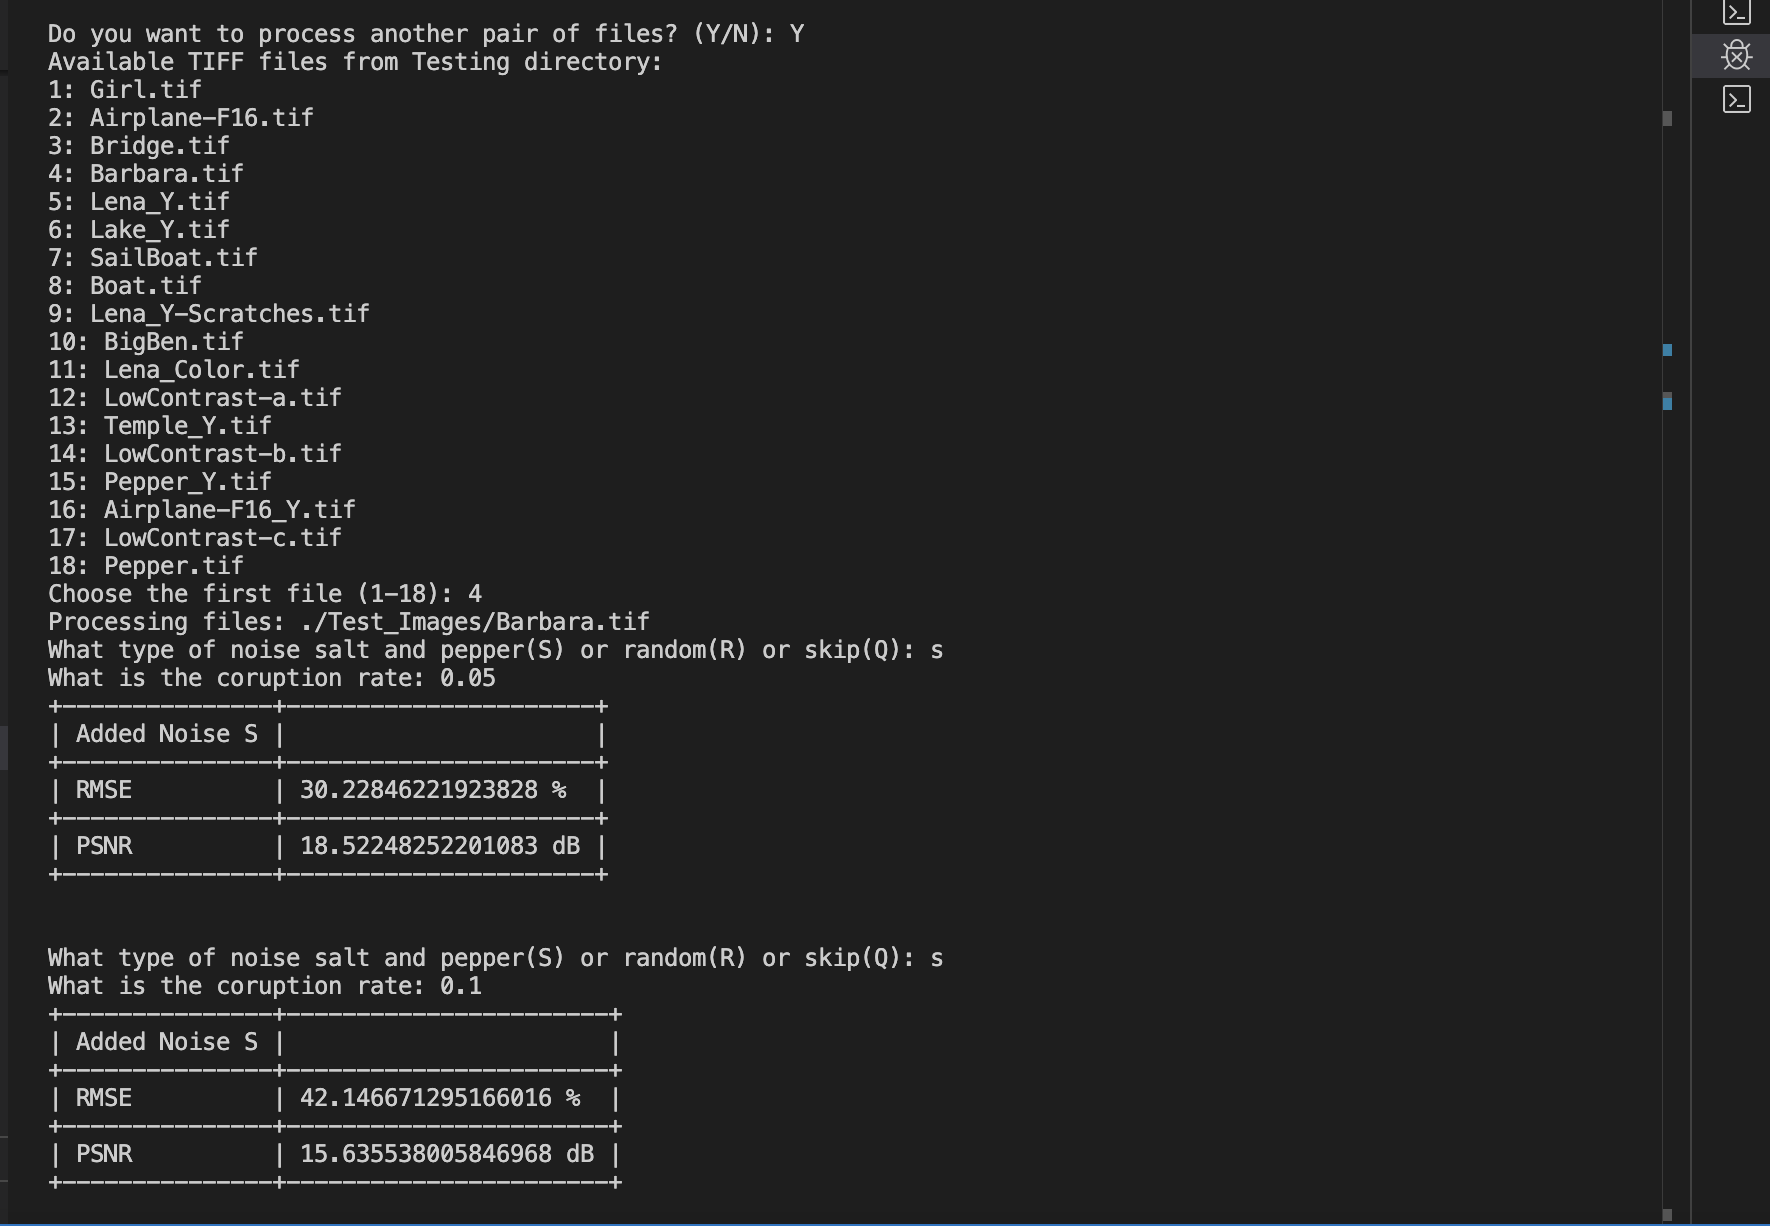 Do you want to process another pair of files? (Y/N): Y
Available TIFF files from Testing directory:
1: Girl.tif
2: Airplane-F16.tif
3: Bridge.tif
4: Barbara.tif
5: Lena_Y.tif
6: Lake_Y.tif
7: SailBoat.tif
8: Boat.tif
9: Lena_Y-Scratches.tif
10: BigBen.tif
11: Lena_Color.tif
12: LowContrast-a.tif
13: Temple_Y.tif
14: LowContrast-b.tif
15: Pepper_Y.tif
16: Airplane-F16_Y.tif
17: LowContrast-c.tif
18: Pepper.tif
Choose the first file (1-18): 4
Processing files: ./Test_Images/Barbara.tif
What type of noise salt and pepper(S) or random(R) or skip(Q): s
What is the coruption rate: 0.05
+---------------+----------------------+
| Added Noise S |                      |
+---------------+----------------------+
| RMSE          | 30.22846221923828 %  |
+---------------+----------------------+
| PSNR          | 18.52248252201083 dB |
+---------------+----------------------+
What type of noise salt and pepper(S) or random(R) or skip(Q): s
What is the coruption rate: 0.1
+---------------+-----------------------+
| Added Noise S |                       |
+---------------+-----------------------+
| RMSE          | 42.146671295166016 %  |
+---------------+-----------------------+
| PSNR          | 15.635538005846968 dB |
+---------------+-----------------------+